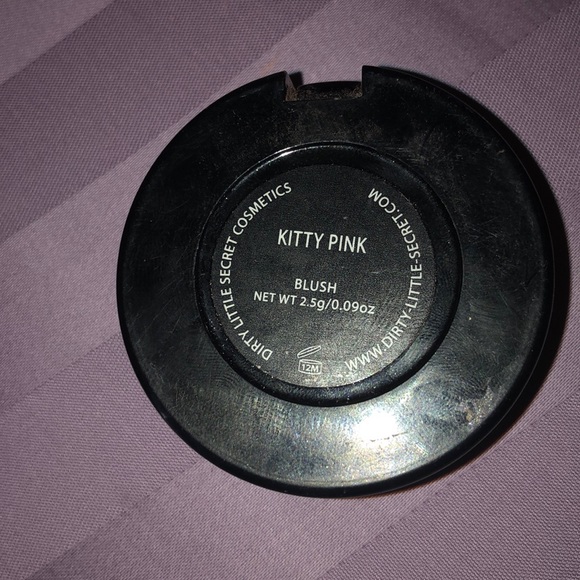 DIRTY LITTLE SECRET COSMETICS
KITTY PINK
BLUSH
NET WT 2.5g/0.09oz
12M
WWW.DIRTY-LITTLE-SECRET.COM